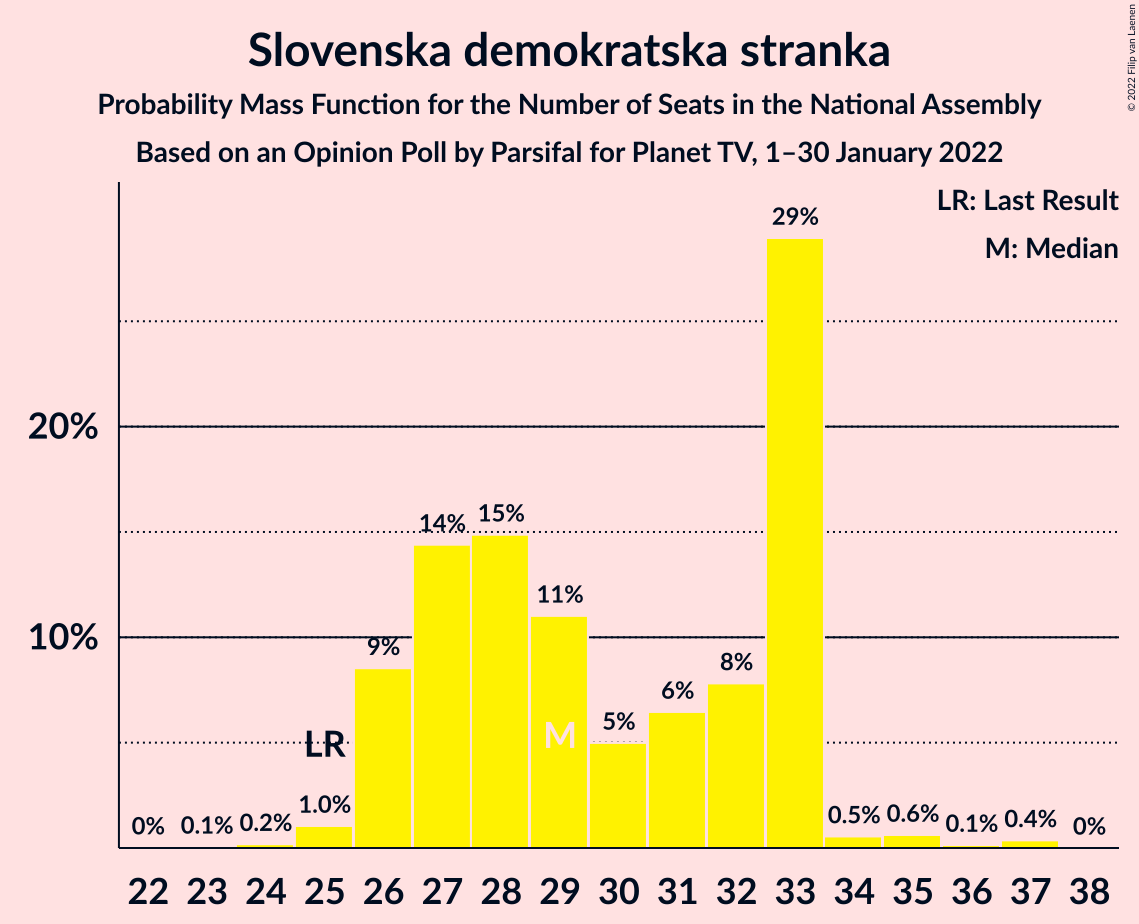 Slovenska demokratska stranka
Probability Mass Function for the Number of Seats in the National Assembly
Based on an Opinion Poll by Parsifal for Planet TV, 1–30 January 2022
© 2022 Filip van Laenen
LR: Last Result
M: Median
20%
10%
0%
0.1%
0.2%
1.0%
9%
14%
15%
11%
5%
6%
8%
29%
0.5%
0.6%
0.1%
0.4%
0%
LR
M
22 23 24 25 26 27 28 29 30 31 32 33 34 35 36 37 38